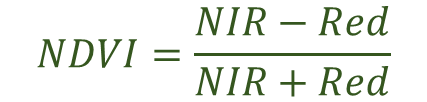 NDVI = (NIR − Red) / (NIR + Red)